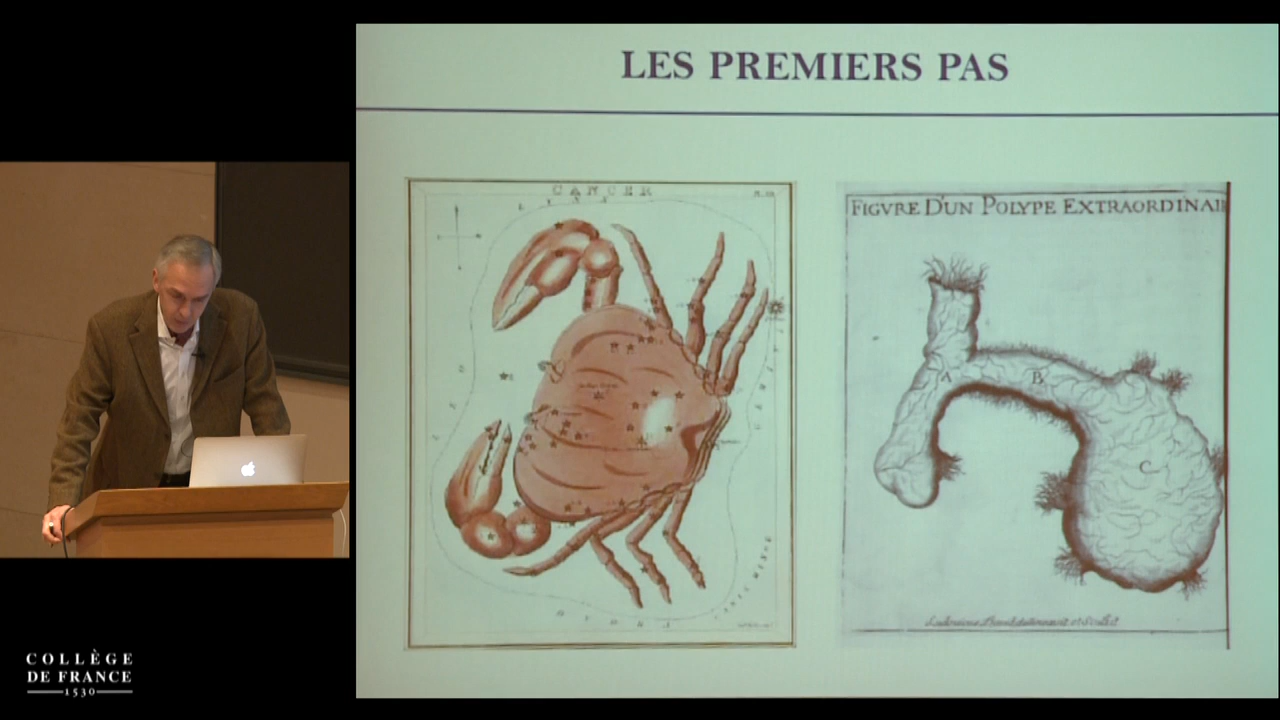 LES PREMIERS PAS
CANCER
FIGVRE D'UN POLYPE EXTRAORDINAI
A
B
C
COLLÈGE
DE FRANCE
1530